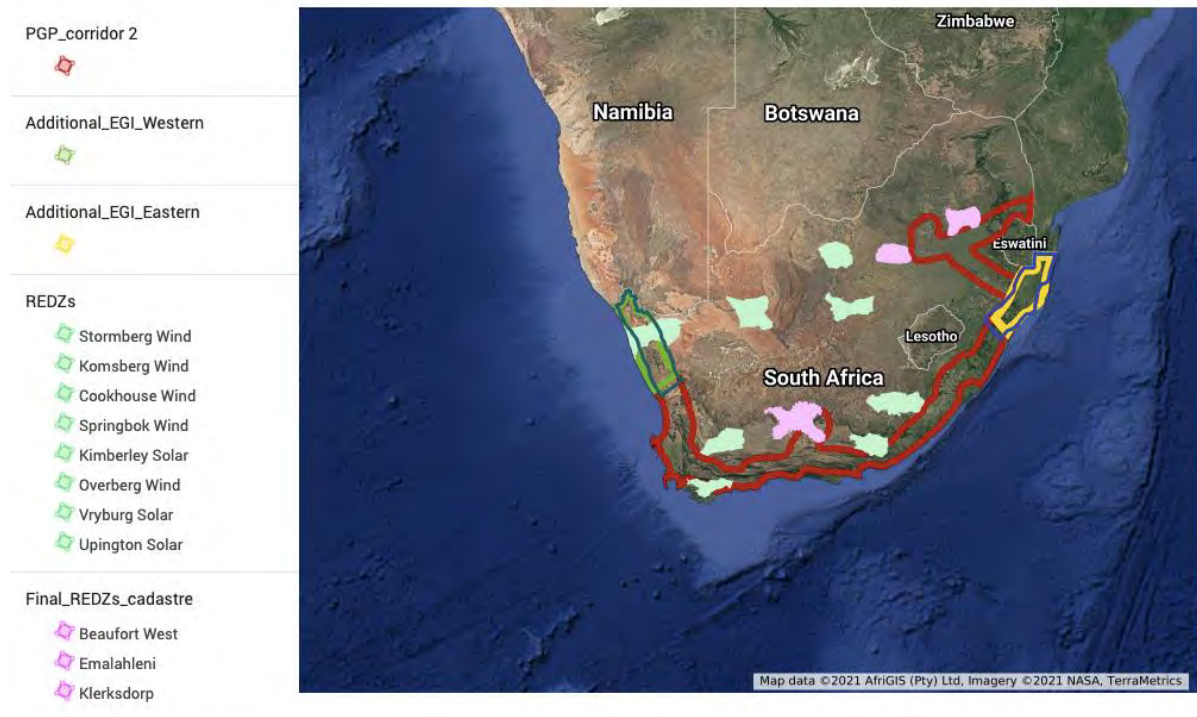 PGP_corridor 2
Additional_EGI_Western
Additional_EGI_Eastern
REDZs
Stormberg Wind
Komsberg Wind
Cookhouse Wind
Springbok Wind
Kimberley Solar
Overberg Wind
Vryburg Solar
Upington Solar
Final_REDZs_cadastre
Beaufort West
Emalahleni
Klerksdorp
Zimbabwe
Namibia
Botswana
Eswatini
Lesotho
South Africa
Map data ©2021 AfriGIS (Pty) Ltd, Imagery ©2021 NASA, TerraMetrics